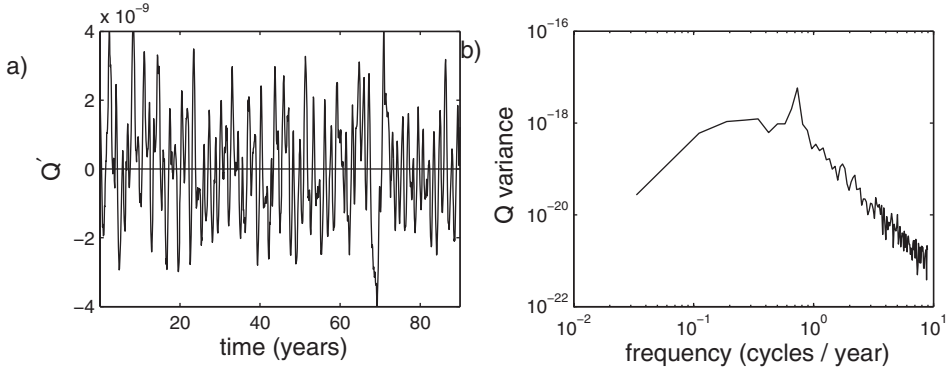 a)
x 10⁻⁹
4
2
0
−2
−4
Q′
20
40
60
80
time (years)
b)
10⁻¹⁶
10⁻¹⁸
10⁻²⁰
10⁻²²
Q variance
10⁻²
10⁻¹
10⁰
10¹
frequency (cycles / year)